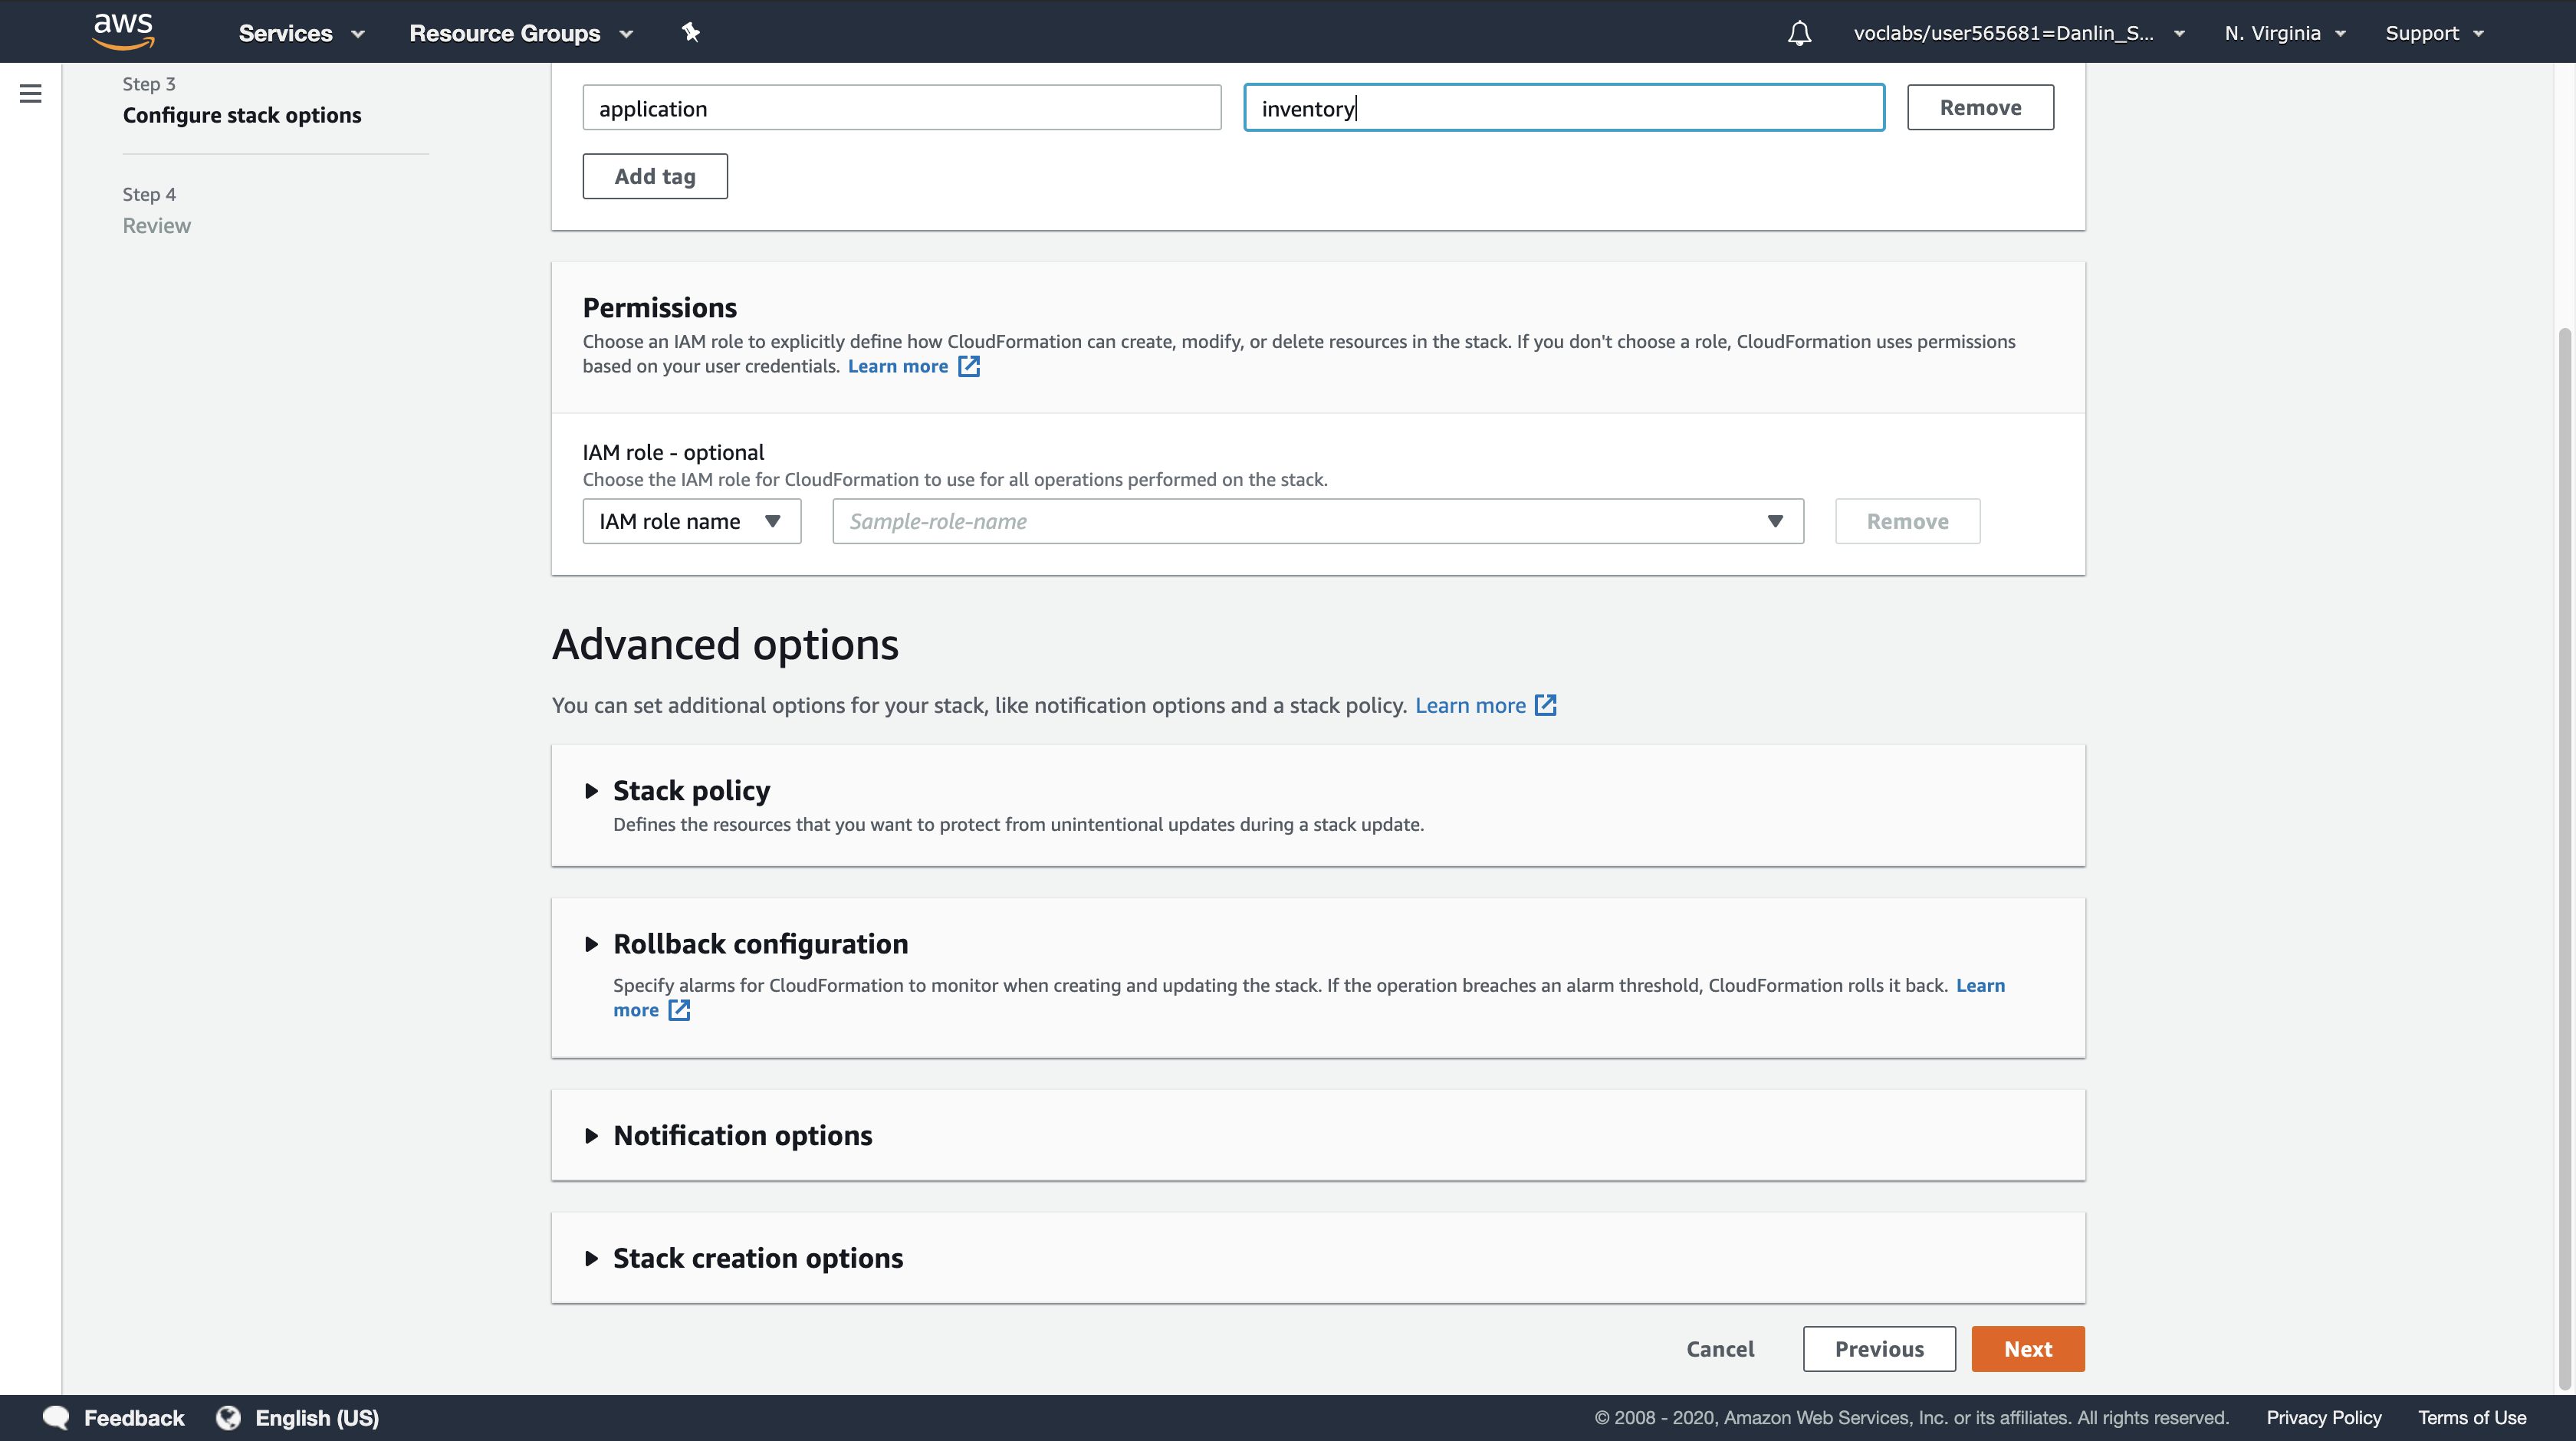 aws Services Resource Groups voclabs/user565681=Danlin_S... N. Virginia Support
Step 3
Configure stack options
Step 4
Review
application inventory Remove
Add tag
Permissions
Choose an IAM role to explicitly define how CloudFormation can create, modify, or delete resources in the stack. If you don't choose a role, CloudFormation uses permissions
based on your user credentials. Learn more
IAM role - optional
Choose the IAM role for CloudFormation to use for all operations performed on the stack.
IAM role name Sample-role-name Remove
Advanced options
You can set additional options for your stack, like notification options and a stack policy. Learn more
Stack policy
Defines the resources that you want to protect from unintentional updates during a stack update.
Rollback configuration
Specify alarms for CloudFormation to monitor when creating and updating the stack. If the operation breaches an alarm threshold, CloudFormation rolls it back. Learn
more
Notification options
Stack creation options
Cancel Previous Next
Feedback English (US) © 2008 - 2020, Amazon Web Services, Inc. or its affiliates. All rights reserved. Privacy Policy Terms of Use